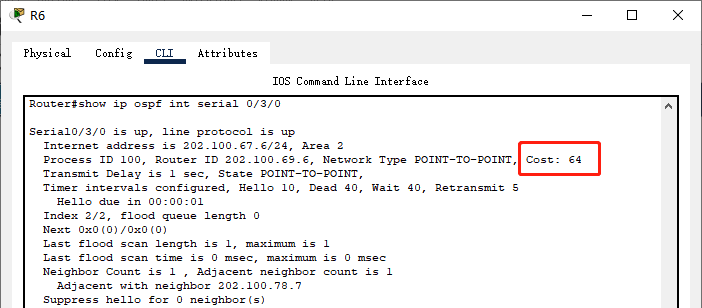 R6
Physical Config CLI Attributes
IOS Command Line Interface
Router#show ip ospf int serial 0/3/0
Serial0/3/0 is up, line protocol is up
Internet address is 202.100.67.6/24, Area 2
Process ID 100, Router ID 202.100.69.6, Network Type POINT-TO-POINT, Cost: 64
Transmit Delay is 1 sec, State POINT-TO-POINT,
Timer intervals configured, Hello 10, Dead 40, Wait 40, Retransmit 5
Hello due in 00:00:01
Index 2/2, flood queue length 0
Next 0x0(0)/0x0(0)
Last flood scan length is 1, maximum is 1
Last flood scan time is 0 msec, maximum is 0 msec
Neighbor Count is 1 , Adjacent neighbor count is 1
Adjacent with neighbor 202.100.78.7
Suppress hello for 0 neighbor(s)